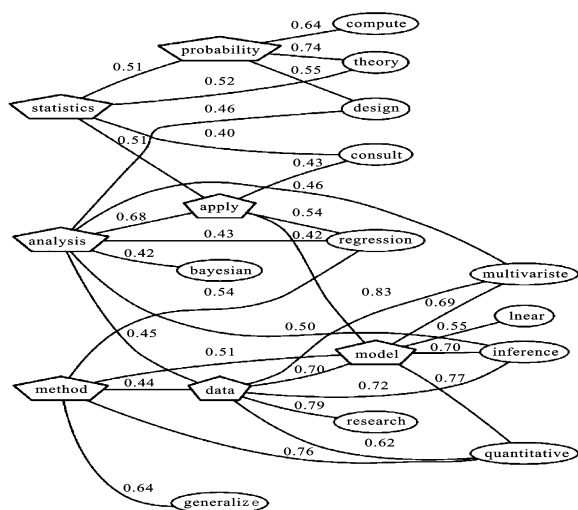 0.64 compute
probability
0.74
0.51 theory
0.52 0.55
statistics
0.46 design
0.40
0.51 consult
0.43
0.46
apply
0.68 0.54
analysis 0.43 0.42 regression
0.42
bayesian multivariste
0.54 0.83
0.69
lnear
0.45 0.50 0.55
0.51 model 0.70 inference
0.70
method 0.44 data 0.72 0.77
0.79
research
0.76 0.62 quantitative
0.64
generalize